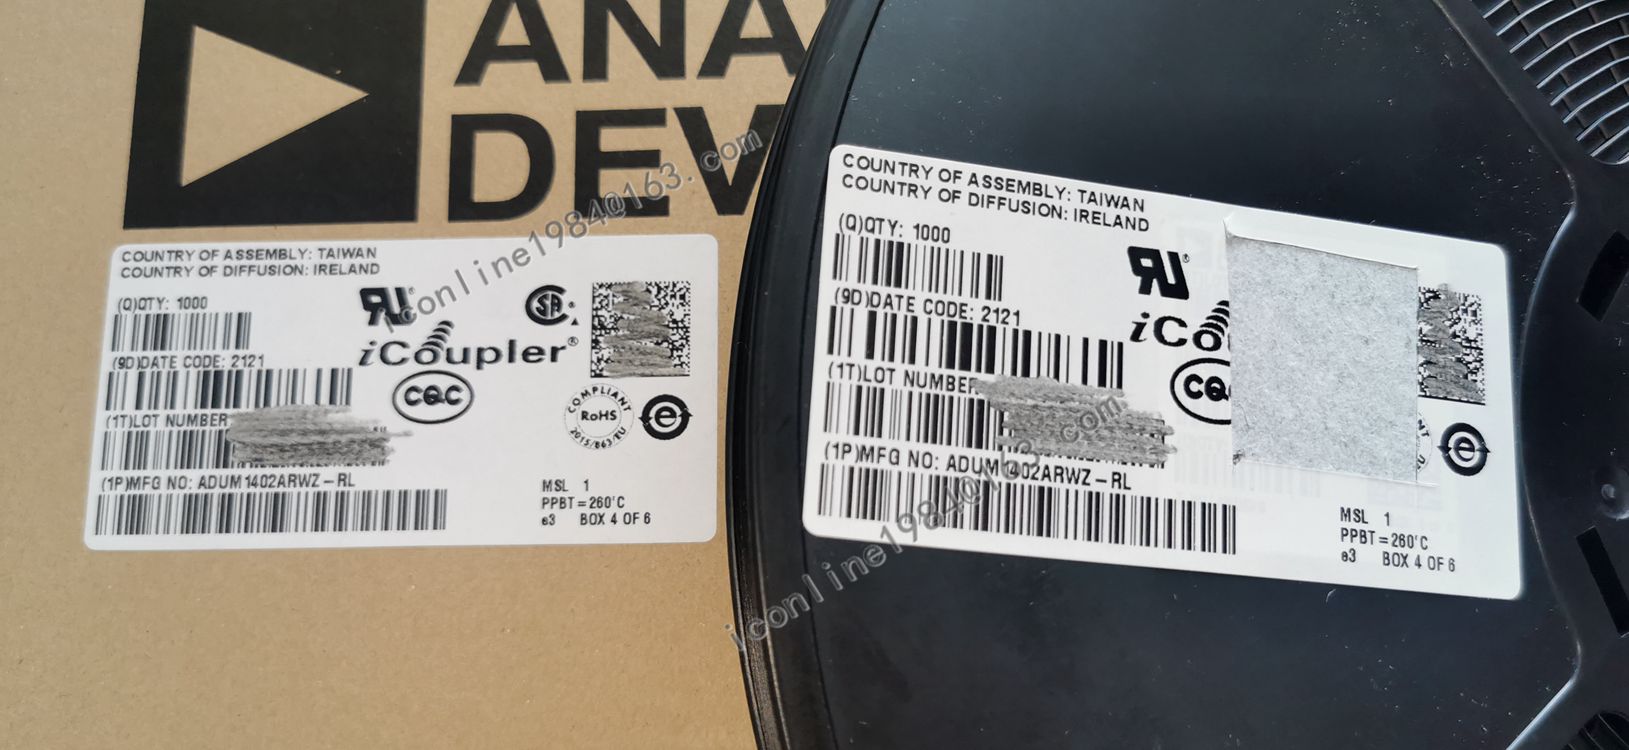 ANA
DEV
COUNTRY OF ASSEMBLY: TAIWAN
COUNTRY OF DIFFUSION: IRELAND
(Q)QTY: 1000
(9D)DATE CODE: 2121
(1T)LOT NUMBER
(1P)MFG NO: ADUM1402ARWZ-RL
iCoupler®
CQC
COMPLIANT
RoHS
2015/863/EU
e
MSL 1
PPBT=260'C
e3 BOX 4 OF 6
COUNTRY OF ASSEMBLY: TAIWAN
COUNTRY OF DIFFUSION: IRELAND
(Q)QTY: 1000
(9D)DATE CODE: 2121
(1T)LOT NUMBER
(1P)MFG NO: ADUM1402ARWZ-RL
iCo
CQC
e
MSL 1
PPBT=260'C
e3 BOX 4 OF 6
iconline1984@163.com
iconline1984@163.com